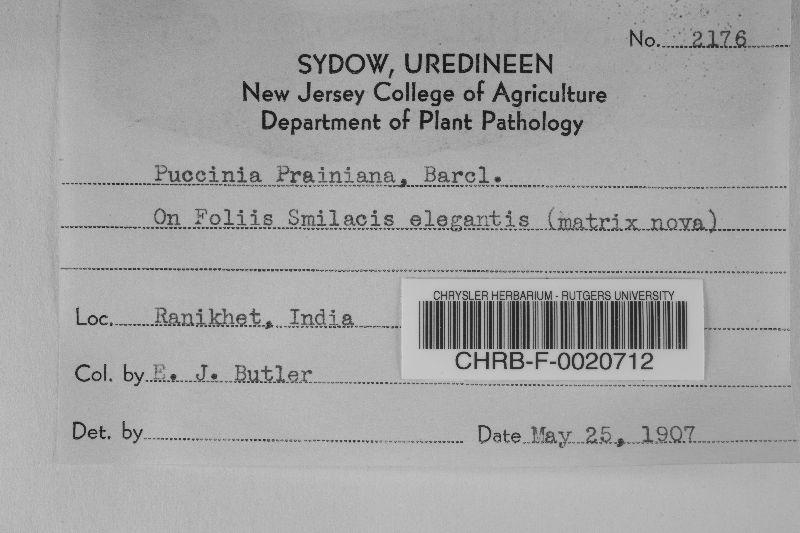 No. 2176
SYDOW, UREDINEEN
New Jersey College of Agriculture
Department of Plant Pathology
Puccinia Prainiana, Barcl.
On Foliis Smilacis elegantis (matrix nova)
Loc. Ranikhet, India
CHRYSLER HERBARIUM - RUTGERS UNIVERSITY
CHRB-F-0020712
Col. by E. J. Butler
Det. by
Date May 25, 1907